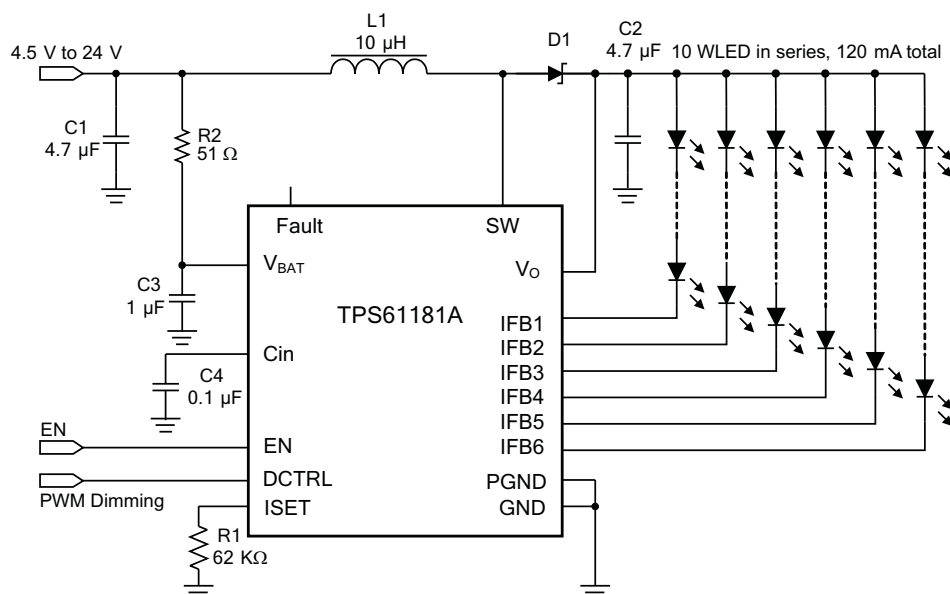 L1
10 µH
4.5 V to 24 V
D1
C2
4.7 µF
10 WLED in series, 120 mA total
C1
4.7 µF
R2
51 Ω
Fault
SW
VBAT
VO
C3
1 µF
TPS61181A
IFB1
IFB2
IFB3
IFB4
IFB5
IFB6
Cin
C4
0.1 µF
EN
EN
DCTRL
PWM Dimming
ISET
PGND
GND
R1
62 KΩ